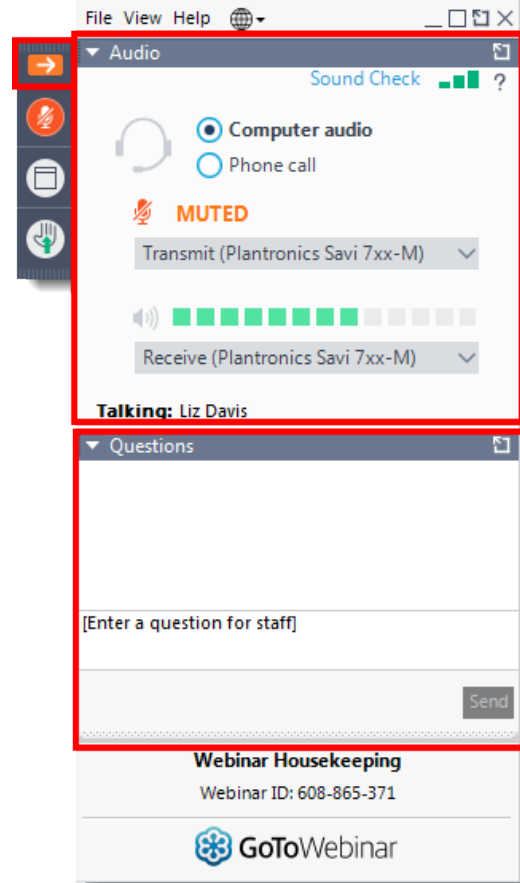 File View Help
Audio
Sound Check ?
Computer audio
Phone call
MUTED
Transmit (Plantronics Savi 7xx-M)
Receive (Plantronics Savi 7xx-M)
Talking: Liz Davis
Questions
[Enter a question for staff]
Send
Webinar Housekeeping
Webinar ID: 608-865-371
GoToWebinar